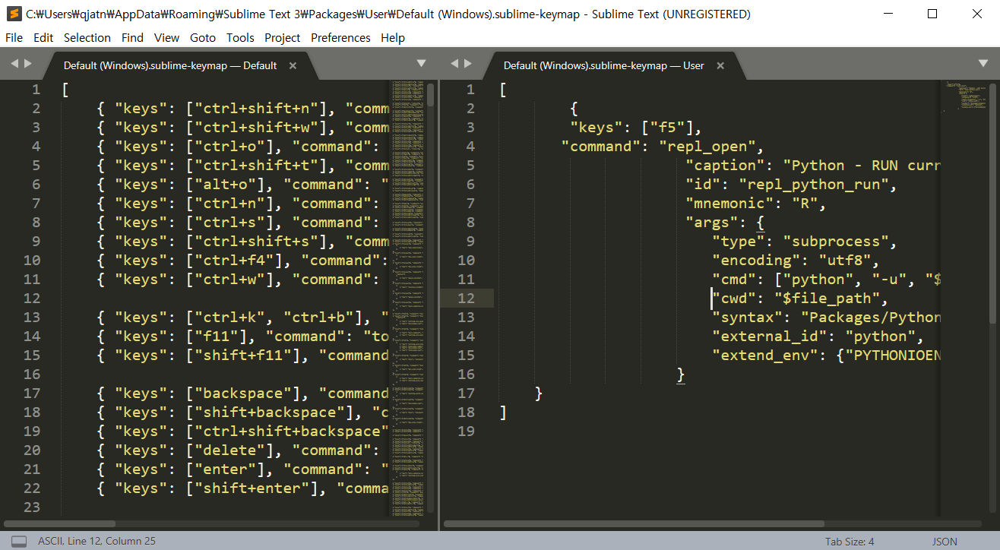 C:₩Users₩qjatn₩AppData₩Roaming₩Sublime Text 3₩Packages₩User₩Default (Windows).sublime-keymap - Sublime Text (UNREGISTERED)
File Edit Selection Find View Goto Tools Project Preferences Help
Default (Windows).sublime-keymap — Default
1 [
2 { "keys": ["ctrl+shift+n"], "comm
3 { "keys": ["ctrl+shift+w"], "comm
4 { "keys": ["ctrl+o"], "command":
5 { "keys": ["ctrl+shift+t"], "comm
6 { "keys": ["alt+o"], "command": "
7 { "keys": ["ctrl+n"], "command":
8 { "keys": ["ctrl+s"], "command":
9 { "keys": ["ctrl+shift+s"], "comm
10 { "keys": ["ctrl+f4"], "command":
11 { "keys": ["ctrl+w"], "command":
12
13 { "keys": ["ctrl+k", "ctrl+b"], "
14 { "keys": ["f11"], "command": "to
15 { "keys": ["shift+f11"], "command
16
17 { "keys": ["backspace"], "command
18 { "keys": ["shift+backspace"], "c
19 { "keys": ["ctrl+shift+backspace"
20 { "keys": ["delete"], "command":
21 { "keys": ["enter"], "command": "
22 { "keys": ["shift+enter"], "comma
23
Default (Windows).sublime-keymap — User
1 [
2 {
3 "keys": ["f5"],
4 "command": "repl_open",
5 "caption": "Python - RUN curr
6 "id": "repl_python_run",
7 "mnemonic": "R",
8 "args": {
9 "type": "subprocess",
10 "encoding": "utf8",
11 "cmd": ["python", "-u", "$
12 "cwd": "$file_path",
13 "syntax": "Packages/Python
14 "external_id": "python",
15 "extend_env": {"PYTHONIOEN
16 }
17 }
18 ]
19
ASCII, Line 12, Column 25
Tab Size: 4
JSON